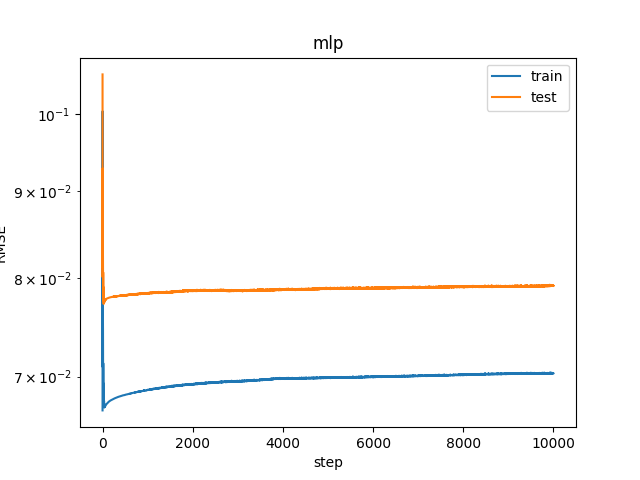 mlp
train
test
10⁻¹
9 × 10⁻²
8 × 10⁻²
7 × 10⁻²
RMSE
0 2000 4000 6000 8000 10000
step